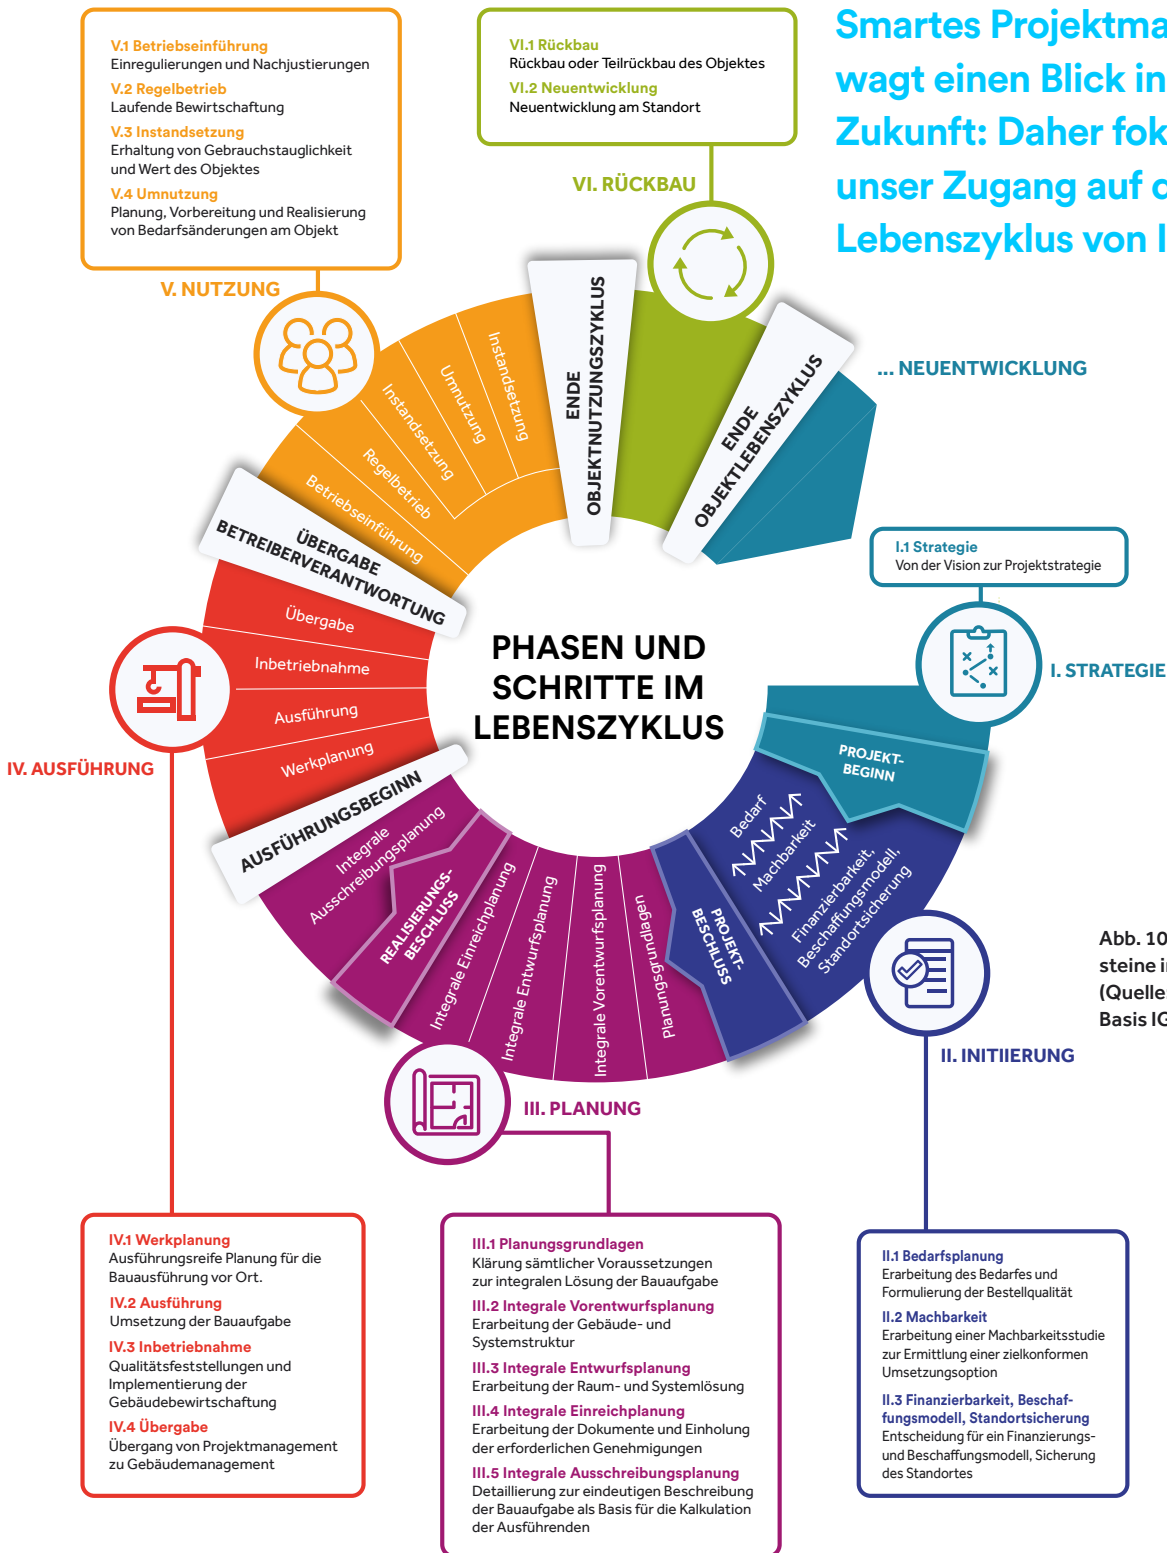 Smartes Projektma
wagt einen Blick in
Zukunft: Daher fok
unser Zugang auf d
Lebenszyklus von I
V.1 Betriebseinführung
Einregulierungen und Nachjustierungen
V.2 Regelbetrieb
Laufende Bewirtschaftung
V.3 Instandsetzung
Erhaltung von Gebrauchstauglichkeit
und Wert des Objektes
V.4 Umnutzung
Planung, Vorbereitung und Realisierung
von Bedarfsänderungen am Objekt
V. NUTZUNG
VI.1 Rückbau
Rückbau oder Teilrückbau des Objektes
VI.2 Neuentwicklung
Neuentwicklung am Standort
VI. RÜCKBAU
ENDE
OBJEKTNUTZUNGSZYKLUS
ENDE
OBJEKTLEBENSZYKLUS
... NEUENTWICKLUNG
Instandsetzung
Umnutzung
Instandsetzung
Regelbetrieb
Betriebseinführung
ÜBERGABE
BETREIBERVERANTWORTUNG
Übergabe
Inbetriebnahme
Ausführung
Werkplanung
IV. AUSFÜHRUNG
AUSFÜHRUNGSBEGINN
PHASEN UND
SCHRITTE IM
LEBENSZYKLUS
I.1 Strategie
Von der Vision zur Projektstrategie
I. STRATEGIE
PROJEKT-
BEGINN
Bedarf
Machbarkeit
Finanzierbarkeit,
Beschaffungsmodell,
Standortsicherung
PROJEKT-
BESCHLUSS
Planungsgrundlagen
Integrale Vorentwurfsplanung
Integrale Entwurfsplanung
Integrale Einreichplanung
REALISIERUNGS-
BESCHLUSS
Integrale
Ausschreibungsplanung
Abb. 10
steine in
(Quelle
Basis IG
II. INITIIERUNG
III. PLANUNG
IV.1 Werkplanung
Ausführungsreife Planung für die
Bauausführung vor Ort.
IV.2 Ausführung
Umsetzung der Bauaufgabe
IV.3 Inbetriebnahme
Qualitätsfeststellungen und
Implementierung der
Gebäudebewirtschaftung
IV.4 Übergabe
Übergang von Projektmanagement
zu Gebäudemanagement
III.1 Planungsgrundlagen
Klärung sämtlicher Voraussetzungen
zur integralen Lösung der Bauaufgabe
III.2 Integrale Vorentwurfsplanung
Erarbeitung der Gebäude- und
Systemstruktur
III.3 Integrale Entwurfsplanung
Erarbeitung der Raum- und Systemlösung
III.4 Integrale Einreichplanung
Erarbeitung der Dokumente und Einholung
der erforderlichen Genehmigungen
III.5 Integrale Ausschreibungsplanung
Detaillierung zur eindeutigen Beschreibung
der Bauaufgabe als Basis für die Kalkulation
der Ausführenden
II.1 Bedarfsplanung
Erarbeitung des Bedarfes und
Formulierung der Bestellqualität
II.2 Machbarkeit
Erarbeitung einer Machbarkeitsstudie
zur Ermittlung einer zielkonformen
Umsetzungsoption
II.3 Finanzierbarkeit, Beschaf-
fungsmodell, Standortsicherung
Entscheidung für ein Finanzierungs-
und Beschaffungsmodell, Sicherung
des Standortes